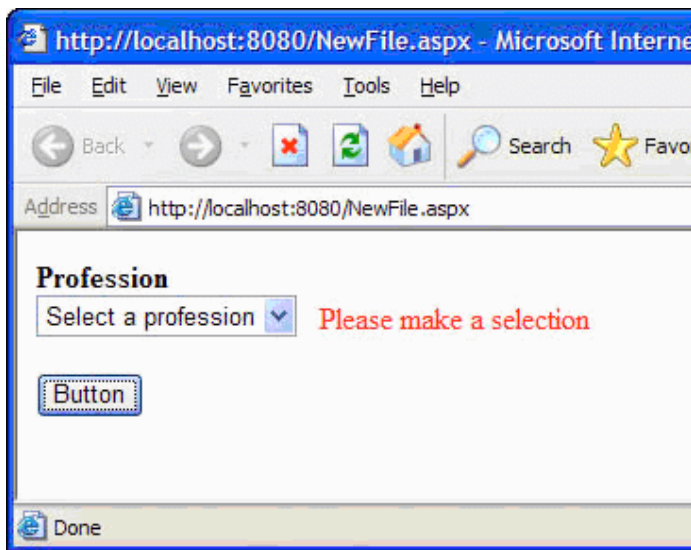 http://localhost:8080/NewFile.aspx - Microsoft Interne
File Edit View Favorites Tools Help
Back Search Favo
Address http://localhost:8080/NewFile.aspx
Profession
Select a profession Please make a selection
Button
Done